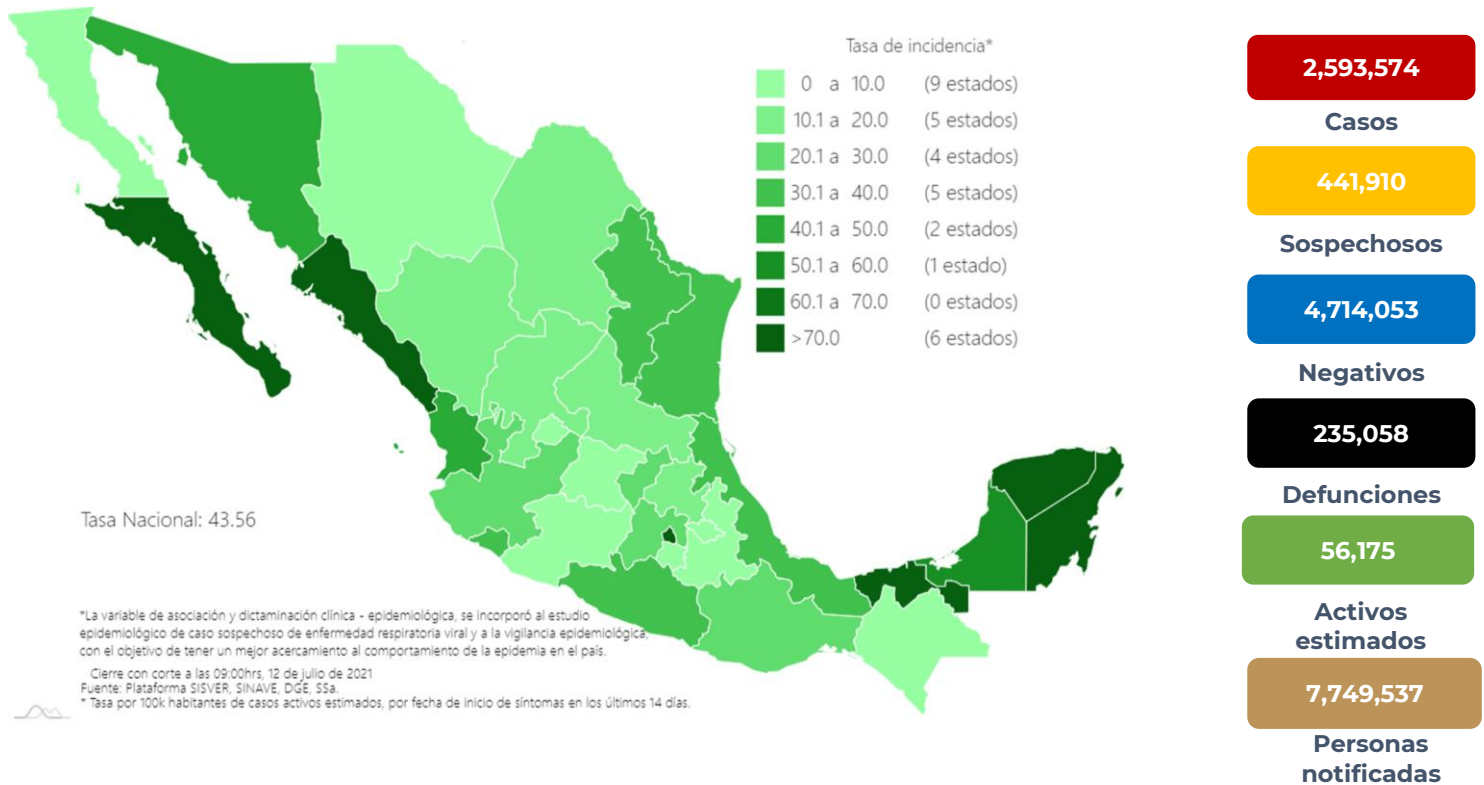 Tasa de incidencia*
0 a 10.0 (9 estados)
10.1 a 20.0 (5 estados)
20.1 a 30.0 (4 estados)
30.1 a 40.0 (5 estados)
40.1 a 50.0 (2 estados)
50.1 a 60.0 (1 estado)
60.1 a 70.0 (0 estados)
>70.0 (6 estados)
Tasa Nacional: 43.56
*La variable de asociación y dictaminación clínica - epidemiológica, se incorporó al estudio
epidemiológico de caso sospechoso de enfermedad respiratoria viral y a la vigilancia epidemiológica,
con el objetivo de tener un mejor acercamiento al comportamiento de la epidemia en el país.
Cierre con corte a las 09:00hrs, 12 de julio de 2021
Fuente: Plataforma SISVER, SINAVE, DGE, SSa.
* Tasa por 100k habitantes de casos activos estimados, por fecha de inicio de síntomas en los últimos 14 días.
2,593,574
Casos
441,910
Sospechosos
4,714,053
Negativos
235,058
Defunciones
56,175
Activos
estimados
7,749,537
Personas
notificadas